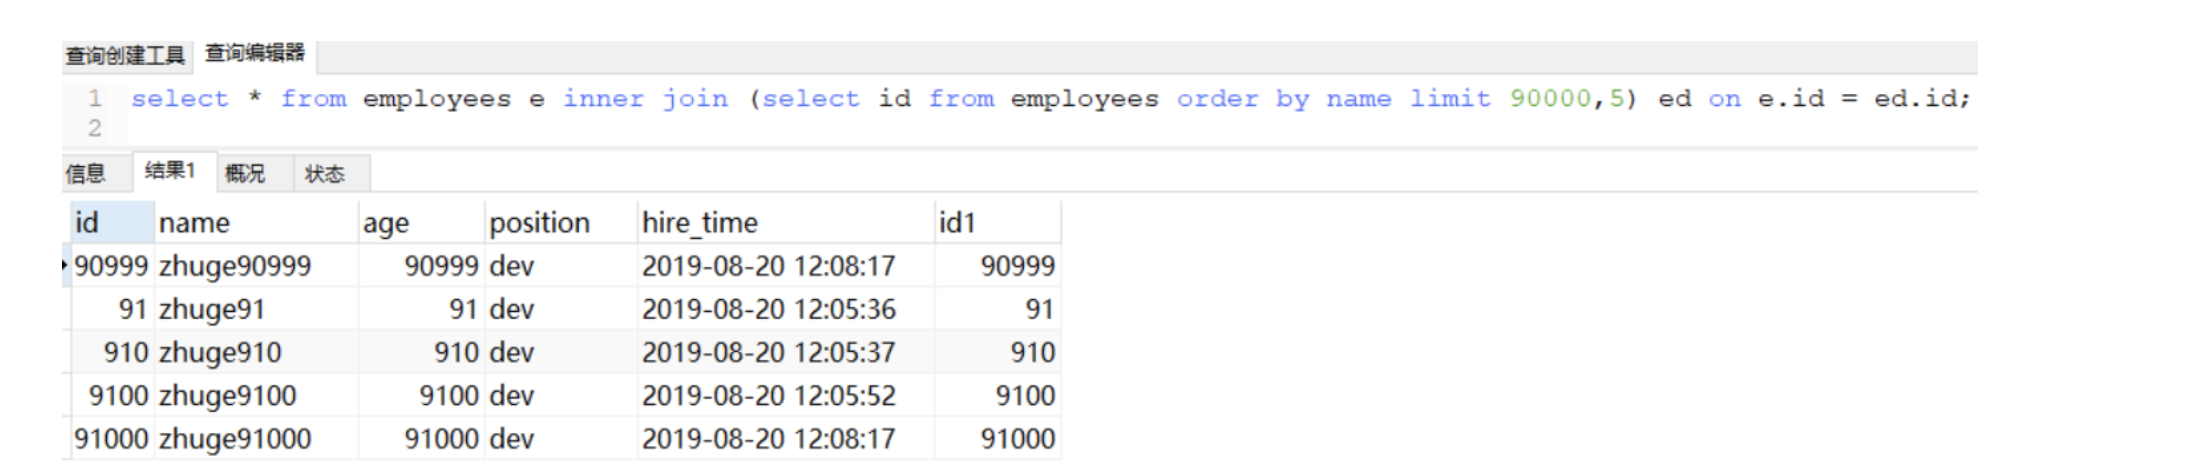 查询创建工具 查询编辑器
1 select * from employees e inner join (select id from employees order by name limit 90000,5) ed on e.id = ed.id;
2
信息 结果1 概况 状态
id name age position hire_time id1
90999 zhuge90999 90999 dev 2019-08-20 12:08:17 90999
91 zhuge91 91 dev 2019-08-20 12:05:36 91
910 zhuge910 910 dev 2019-08-20 12:05:37 910
9100 zhuge9100 9100 dev 2019-08-20 12:05:52 9100
91000 zhuge91000 91000 dev 2019-08-20 12:08:17 91000